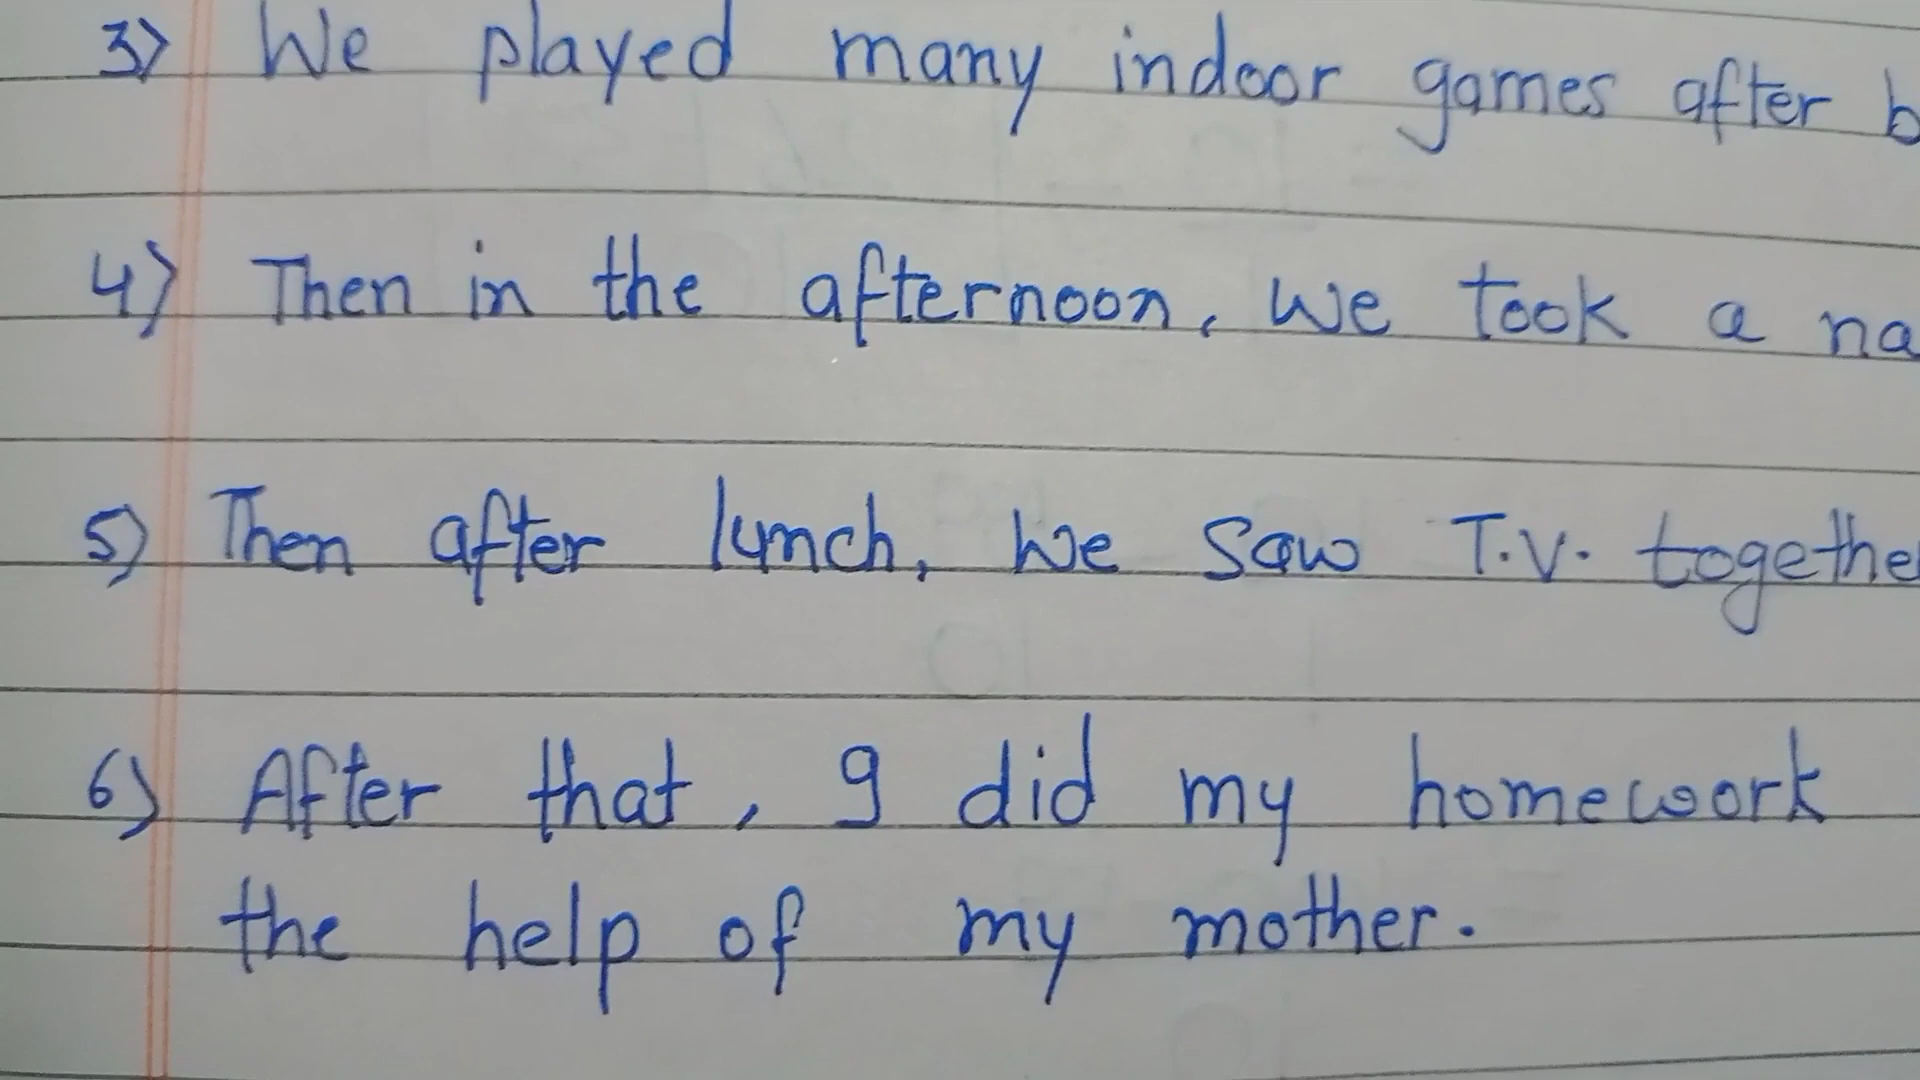 3) We played many indoor games after
4) Then in the afternoon, we took a
5) Then after lunch, we saw T.V.
6) After that, I did my homework
the help of my mother.